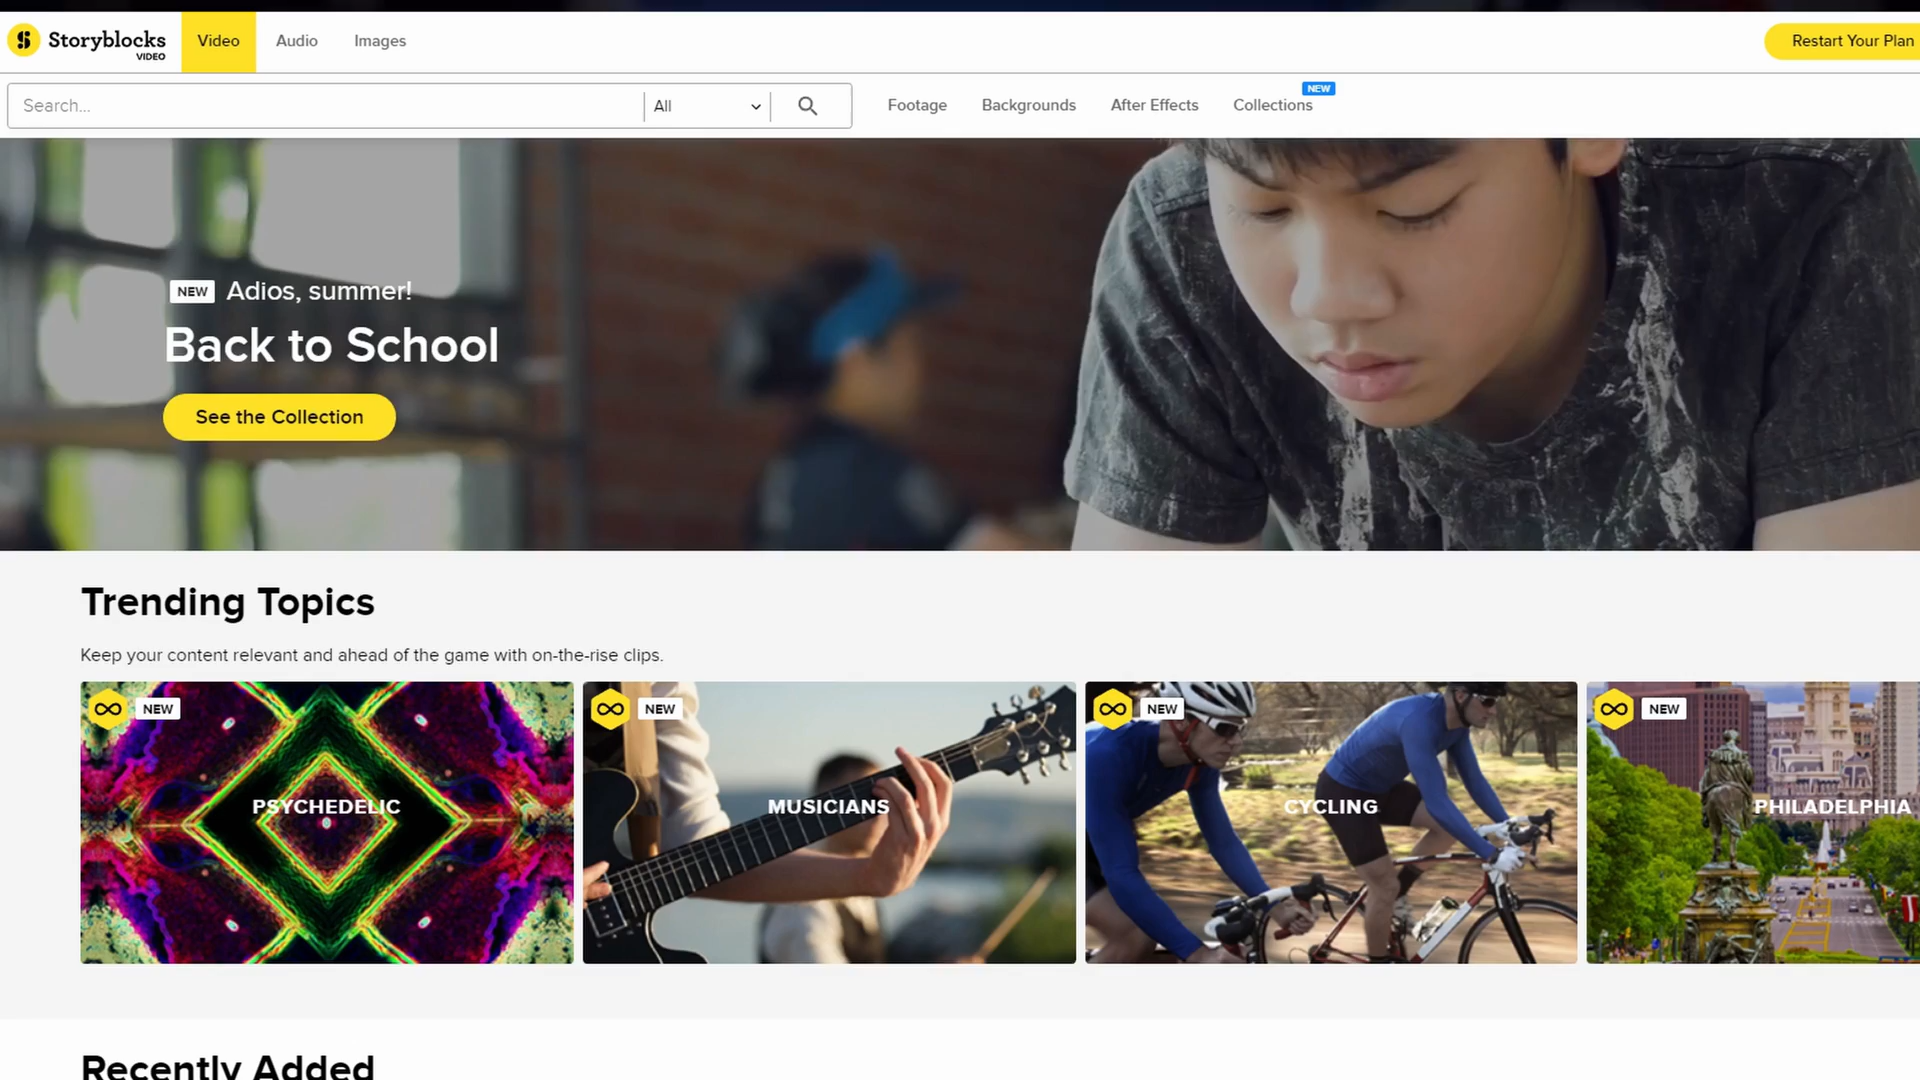 Storyblocks
VIDEO
Video
Audio
Images
Restart Your Plan
Search...
All
Footage
Backgrounds
After Effects
Collections
NEW
NEW Adios, summer!
Back to School
See the Collection
Trending Topics
Keep your content relevant and ahead of the game with on-the-rise clips.
NEW
PSYCHEDELIC
NEW
MUSICIANS
NEW
CYCLING
NEW
PHILADELPHIA
Recently Added